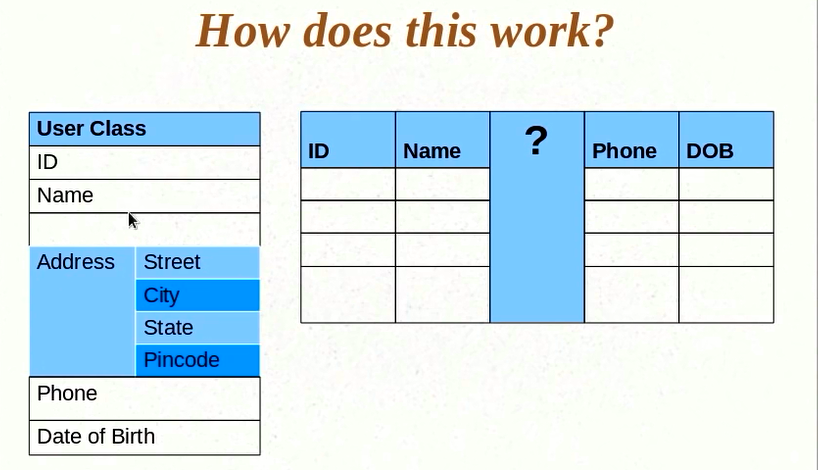 How does this work?
User Class
ID
Name
Address Street
City
State
Pincode
Phone
Date of Birth
ID Name ? Phone DOB